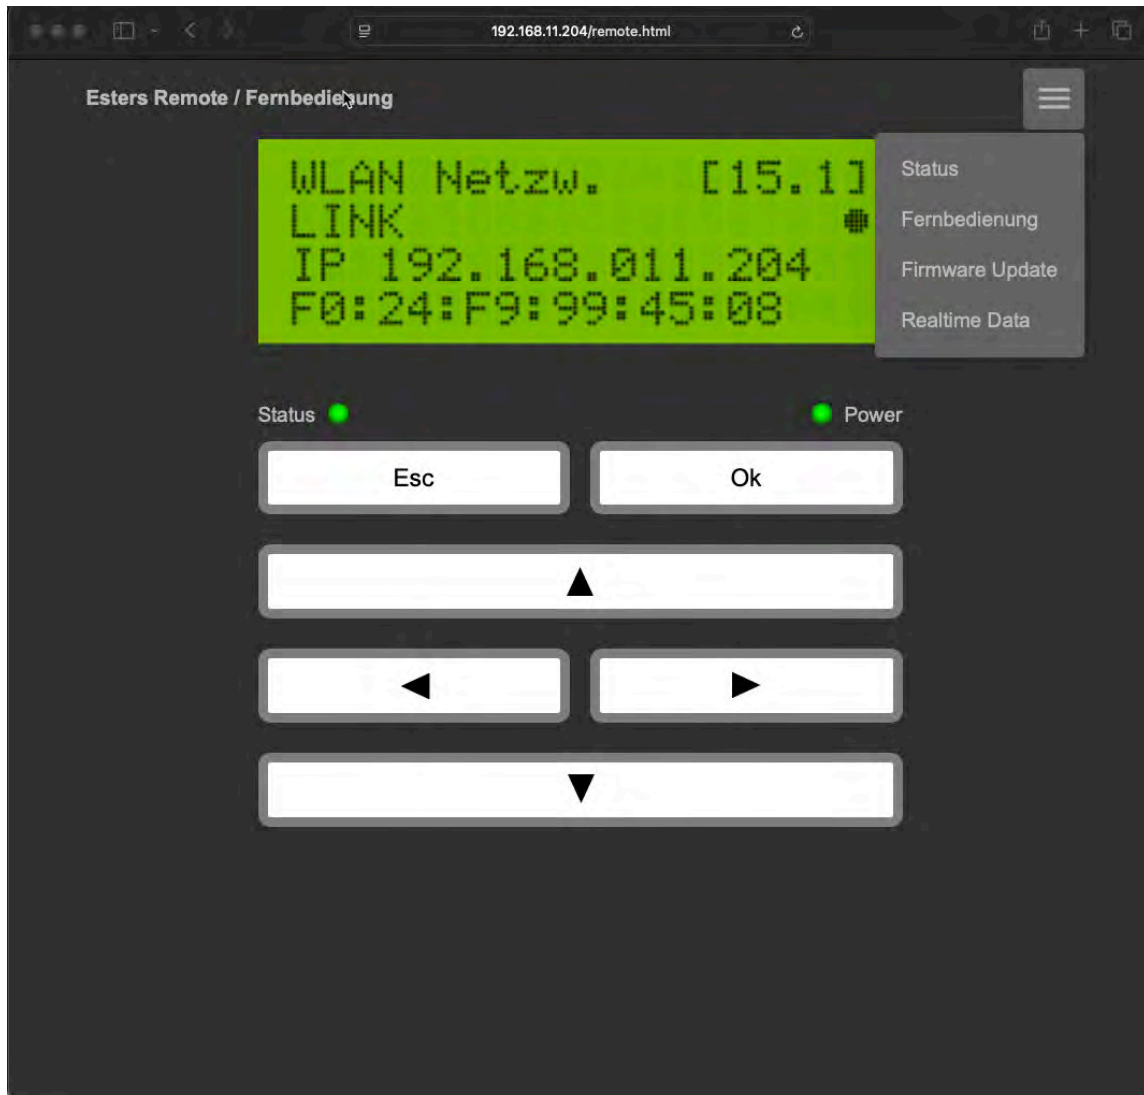 192.168.11.204/remote.html
Esters Remote / Fernbedienung
WLAN Netzw. [15.1]
LINK
IP 192.168.011.204
F0:24:F9:99:45:08
Status
Fernbedienung
Firmware Update
Realtime Data
Status
Power
Esc
Ok